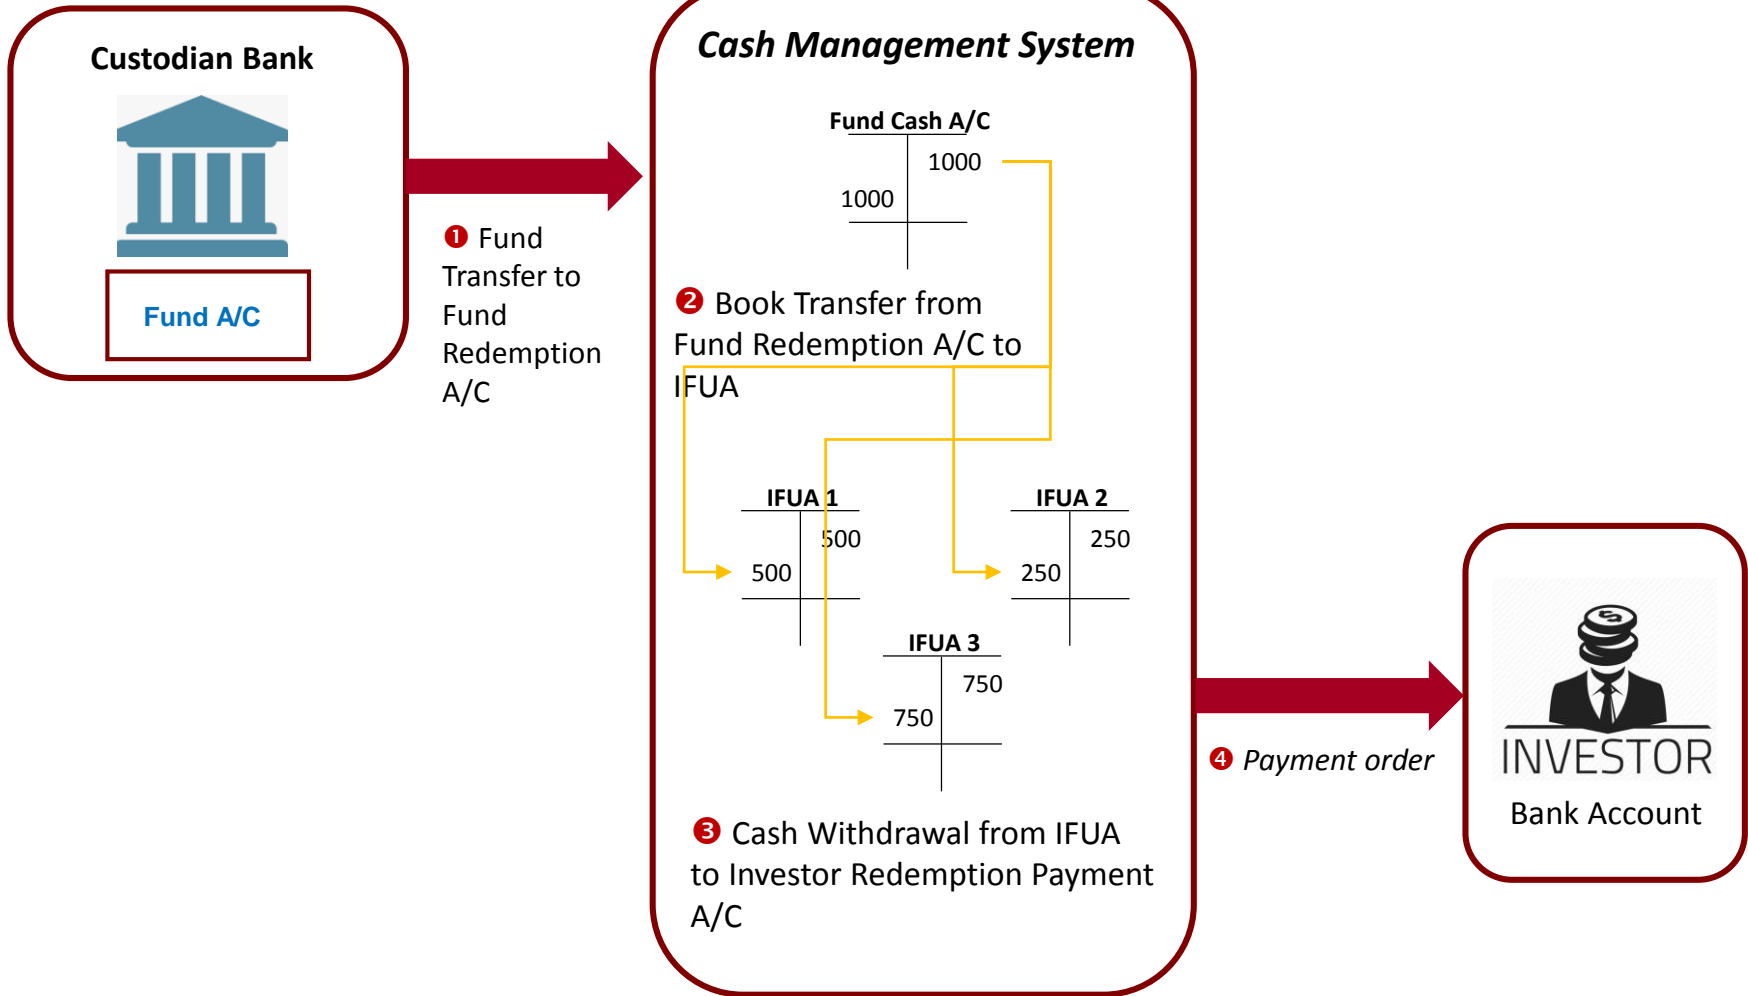 Custodian Bank
Fund A/C
❶ Fund
Transfer to
Fund
Redemption
A/C
Cash Management System
Fund Cash A/C
1000
1000
❷ Book Transfer from
Fund Redemption A/C to
IFUA
IFUA 1
500
500
IFUA 2
250
250
IFUA 3
750
750
❸ Cash Withdrawal from IFUA
to Investor Redemption Payment
A/C
❹ Payment order
$
INVESTOR
Bank Account